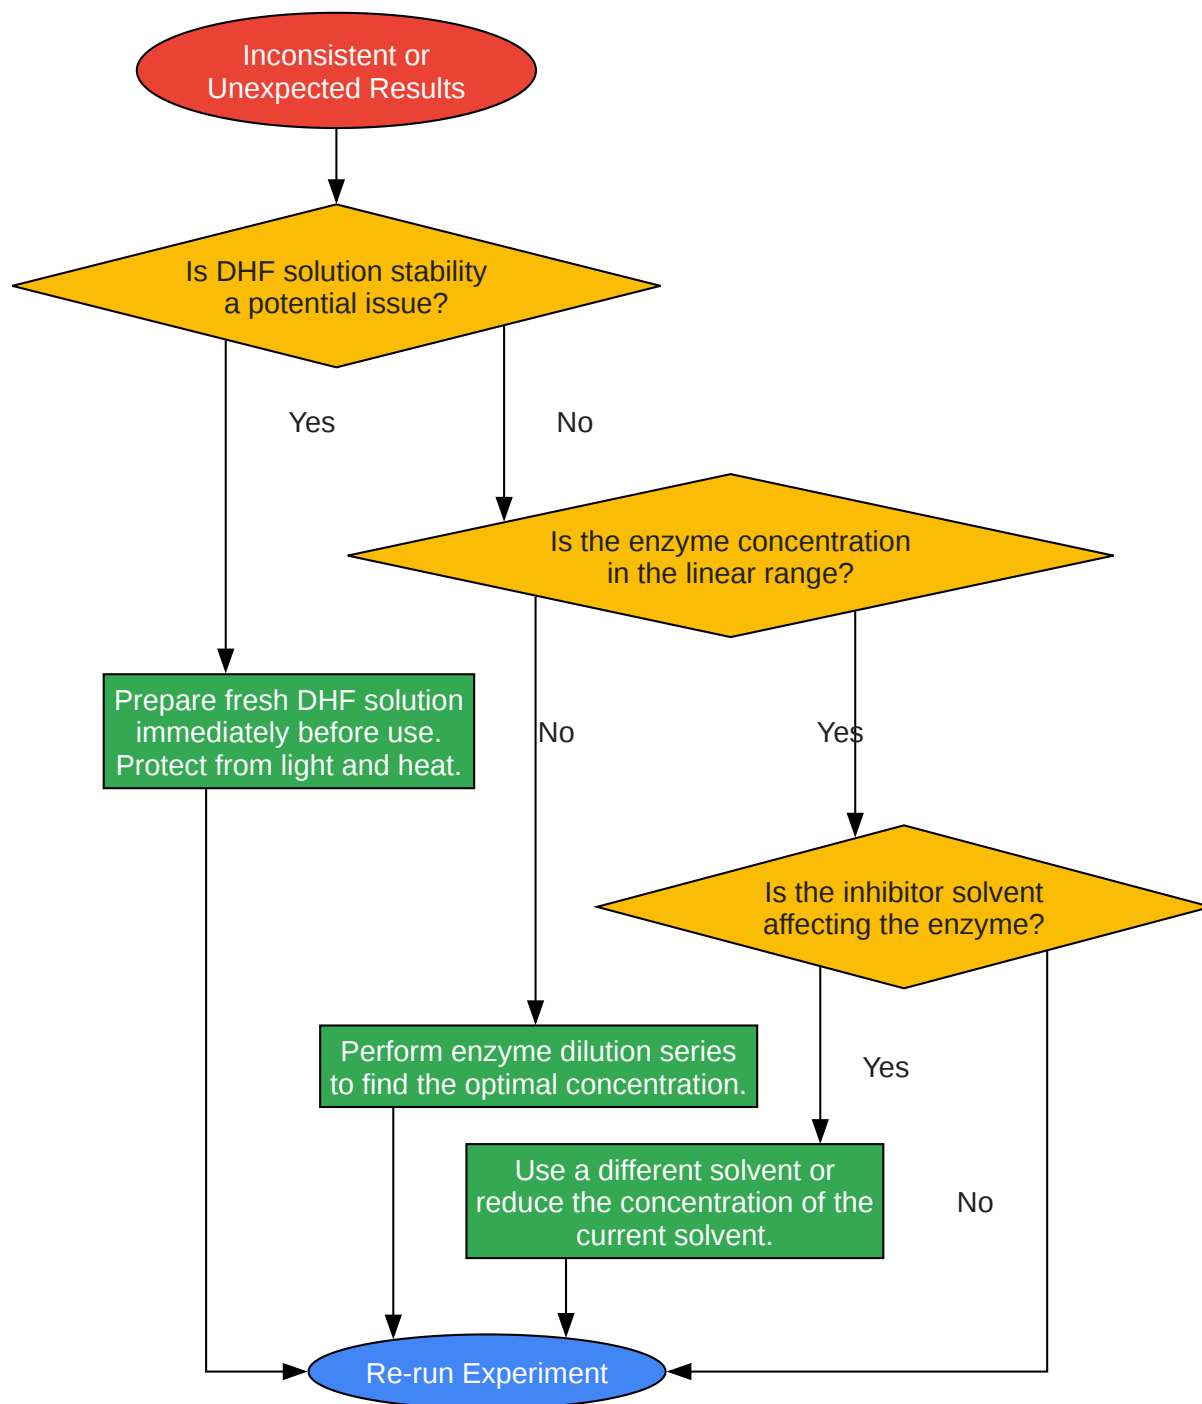 Inconsistent or
Unexpected Results
Is DHF solution stability
a potential issue?
Yes
No
Is the enzyme concentration
in the linear range?
Prepare fresh DHF solution
immediately before use.
Protect from light and heat.
No
Yes
Is the inhibitor solvent
affecting the enzyme?
Perform enzyme dilution series
to find the optimal concentration.
Yes
Use a different solvent or
reduce the concentration of the
current solvent.
No
Re-run Experiment